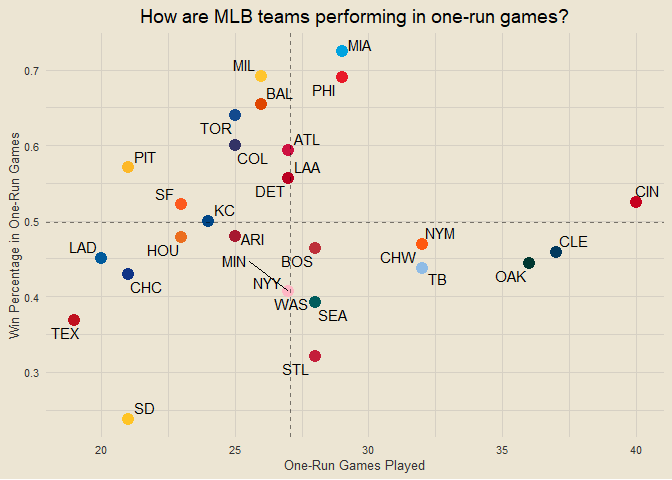 How are MLB teams performing in one-run games?
MIA
MIL
PHI
BAL
TOR
ATL
COL
PIT
LAA
DET
SF
CIN
KC
NYM
HOU
ARI
LAD
MIN
BOS
CHW
CLE
OAK
CHC
NYY
TB
WAS
SEA
TEX
STL
SD
0.7
0.6
0.5
0.4
0.3
Win Percentage in One-Run Games
20
25
30
35
40
One-Run Games Played